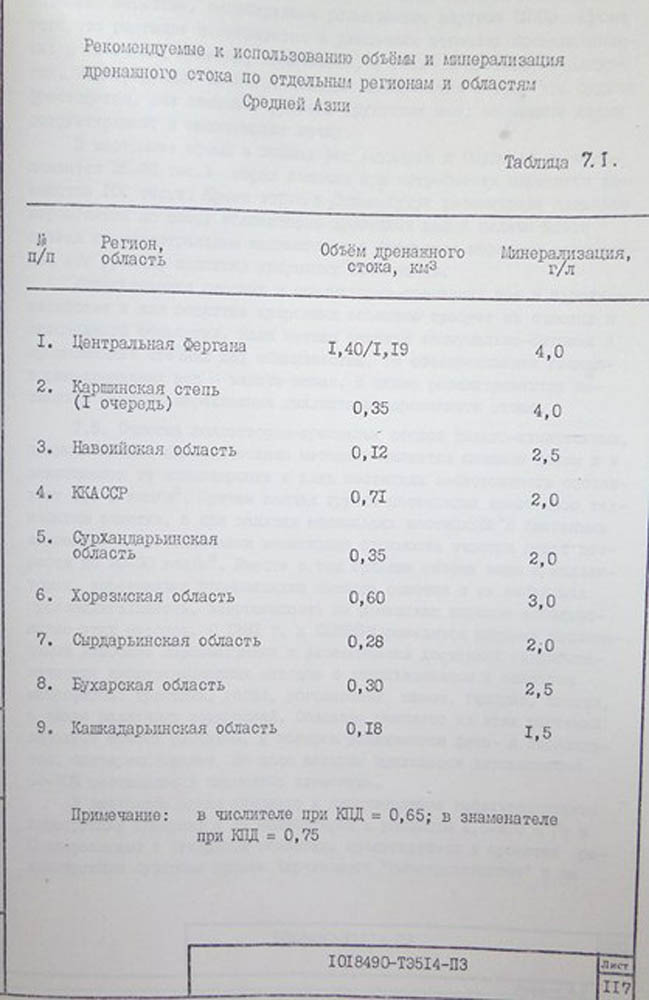 Рекомендуемые к использованию объёмы и минерализация
дренажного стока по отдельным регионам и областям
Средней Азии
Таблица 7.I.
№ п/п Регион, область Объём дренажного стока, км3 Минерализация, г/л
I. Центральная Фергана I,40/I,I9 4,0
2. Каршинская степь
(I очередь) 0,35 4,0
3. Навоийская область 0,I2 2,5
4. ККАССР 0,7I 2,0
5. Сурхандарьинская
область 0,35 2,0
6. Хорезмская область 0,60 3,0
7. Сырдарьинская область 0,28 2,0
8. Бухарская область 0,30 2,5
9. Кашкадарьинская область 0,I8 I,5
Примечание: в числителе при КПД = 0,65; в знаменателе
при КПД = 0,75
I0I8490-Т35I4-ПЗ
Лист
II7